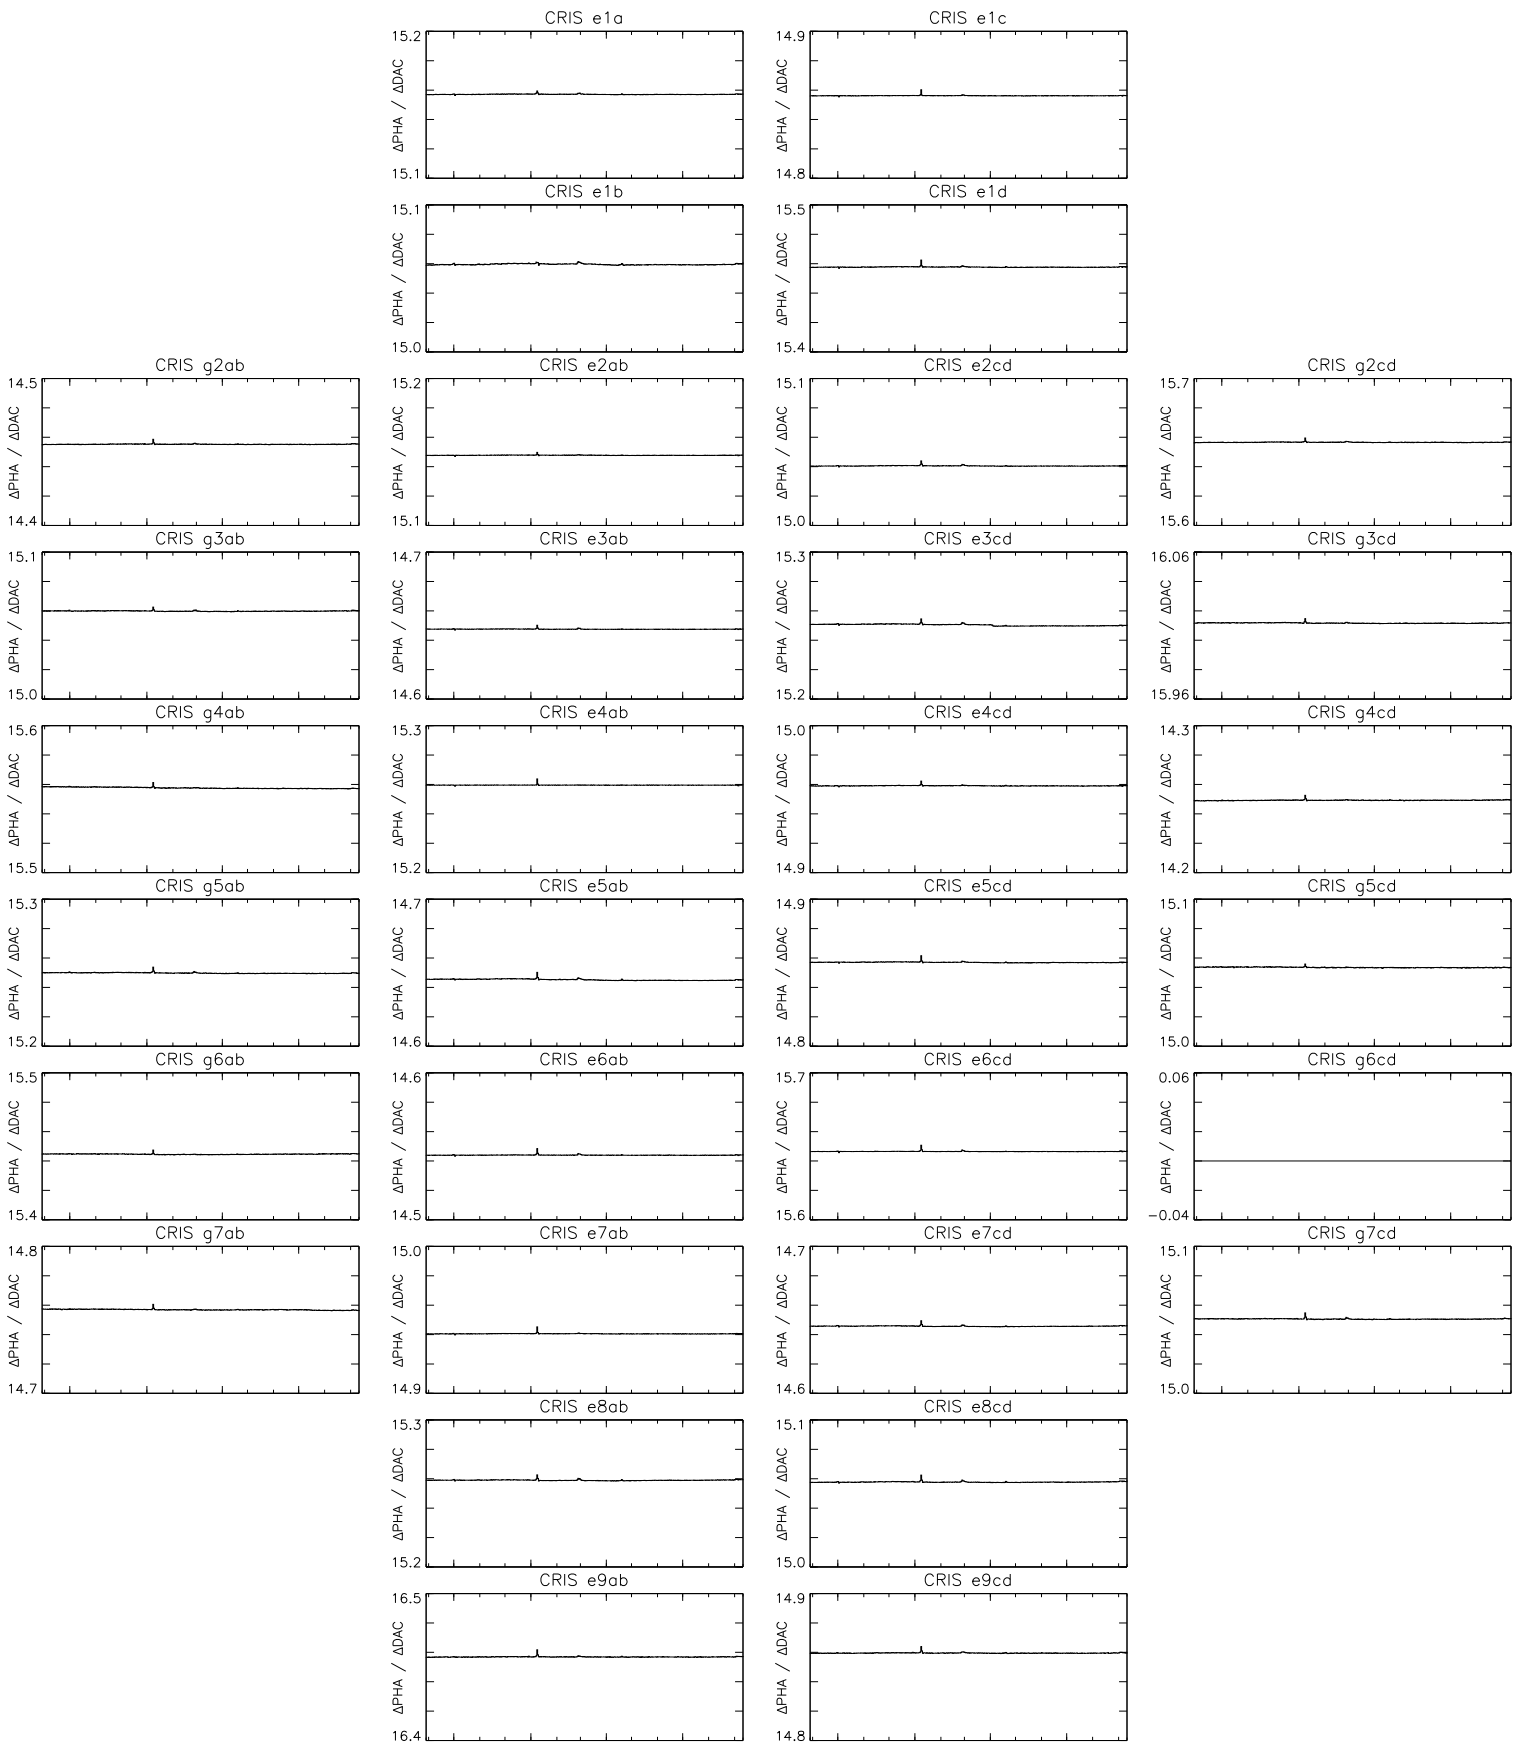 CRIS e1a
CRIS e1c
15.2
15.1
ΔPHA / ΔDAC
14.9
14.8
ΔPHA / ΔDAC
CRIS e1b
CRIS e1d
15.1
15.0
ΔPHA / ΔDAC
15.5
15.4
ΔPHA / ΔDAC
CRIS g2ab
CRIS e2ab
CRIS e2cd
CRIS g2cd
14.5
14.4
ΔPHA / ΔDAC
15.2
15.1
ΔPHA / ΔDAC
15.1
15.0
ΔPHA / ΔDAC
15.7
15.6
ΔPHA / ΔDAC
CRIS g3ab
CRIS e3ab
CRIS e3cd
CRIS g3cd
15.1
15.0
ΔPHA / ΔDAC
14.7
14.6
ΔPHA / ΔDAC
15.3
15.2
ΔPHA / ΔDAC
16.06
15.96
ΔPHA / ΔDAC
CRIS g4ab
CRIS e4ab
CRIS e4cd
CRIS g4cd
15.6
15.5
ΔPHA / ΔDAC
15.3
15.2
ΔPHA / ΔDAC
15.0
14.9
ΔPHA / ΔDAC
14.3
14.2
ΔPHA / ΔDAC
CRIS g5ab
CRIS e5ab
CRIS e5cd
CRIS g5cd
15.3
15.2
ΔPHA / ΔDAC
14.7
14.6
ΔPHA / ΔDAC
14.9
14.8
ΔPHA / ΔDAC
15.1
15.0
ΔPHA / ΔDAC
CRIS g6ab
CRIS e6ab
CRIS e6cd
CRIS g6cd
15.5
15.4
ΔPHA / ΔDAC
14.6
14.5
ΔPHA / ΔDAC
15.7
15.6
ΔPHA / ΔDAC
0.06
−0.04
ΔPHA / ΔDAC
CRIS g7ab
CRIS e7ab
CRIS e7cd
CRIS g7cd
14.8
14.7
ΔPHA / ΔDAC
15.0
14.9
ΔPHA / ΔDAC
14.7
14.6
ΔPHA / ΔDAC
15.1
15.0
ΔPHA / ΔDAC
CRIS e8ab
CRIS e8cd
15.3
15.2
ΔPHA / ΔDAC
15.1
15.0
ΔPHA / ΔDAC
CRIS e9ab
CRIS e9cd
16.5
16.4
ΔPHA / ΔDAC
14.9
14.8
ΔPHA / ΔDAC